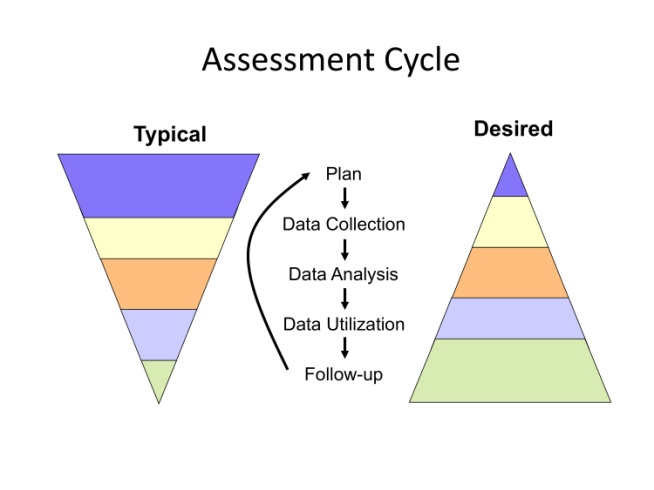 Assessment Cycle
Typical
Desired
Plan
Data Collection
Data Analysis
Data Utilization
Follow-up